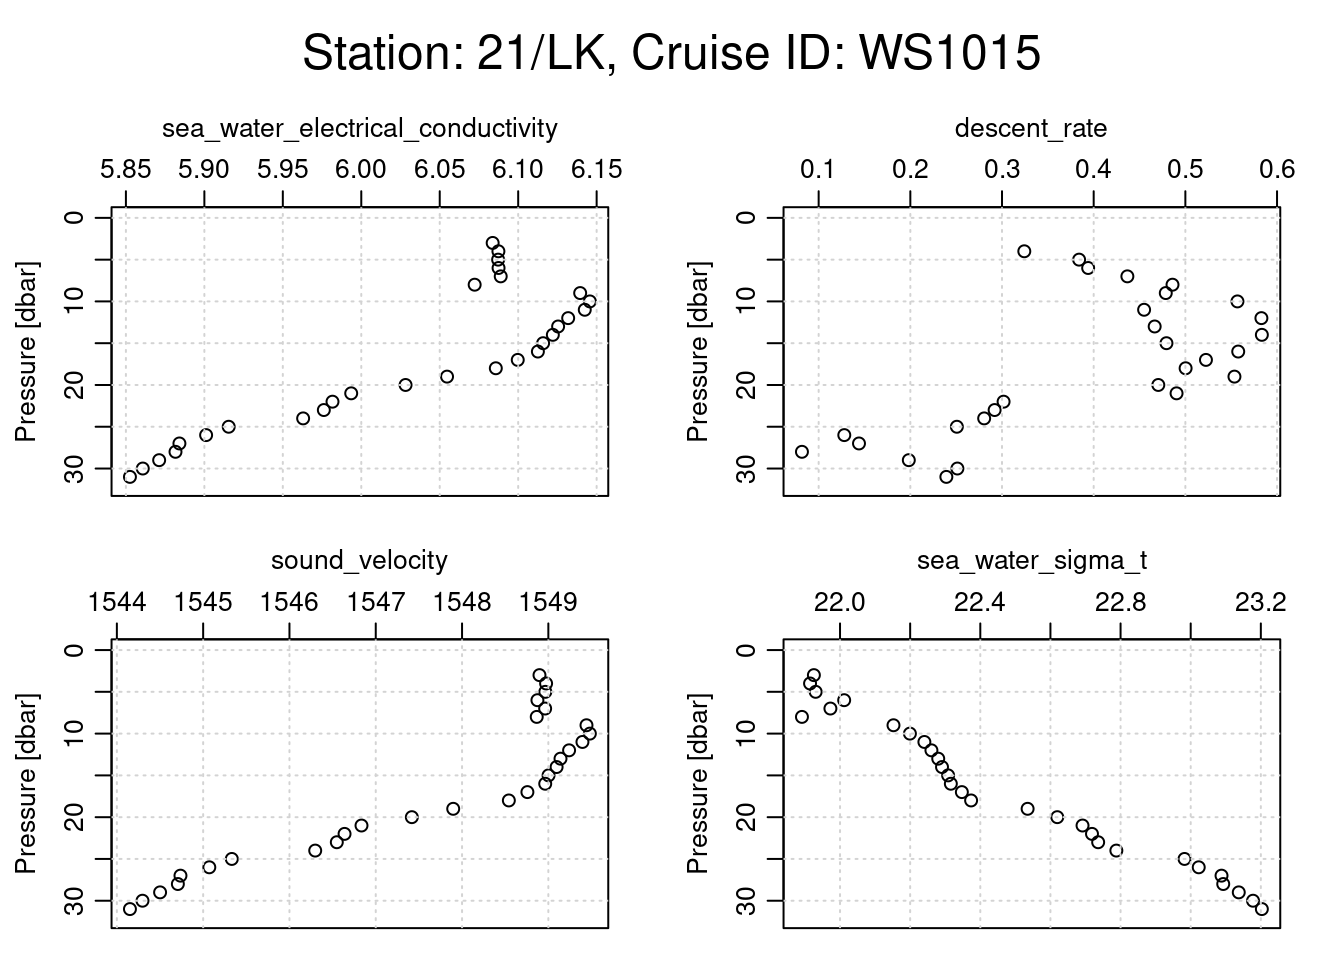 Station: 21/LK, Cruise ID: WS1015
sea_water_electrical_conductivity
5.85 5.90 5.95 6.00 6.05 6.10 6.15
Pressure [dbar]
0
10
20
30
descent_rate
0.1 0.2 0.3 0.4 0.5 0.6
Pressure [dbar]
0
10
20
30
sound_velocity
1544 1545 1546 1547 1548 1549
Pressure [dbar]
0
10
20
30
sea_water_sigma_t
22.0 22.4 22.8 23.2
Pressure [dbar]
0
10
20
30